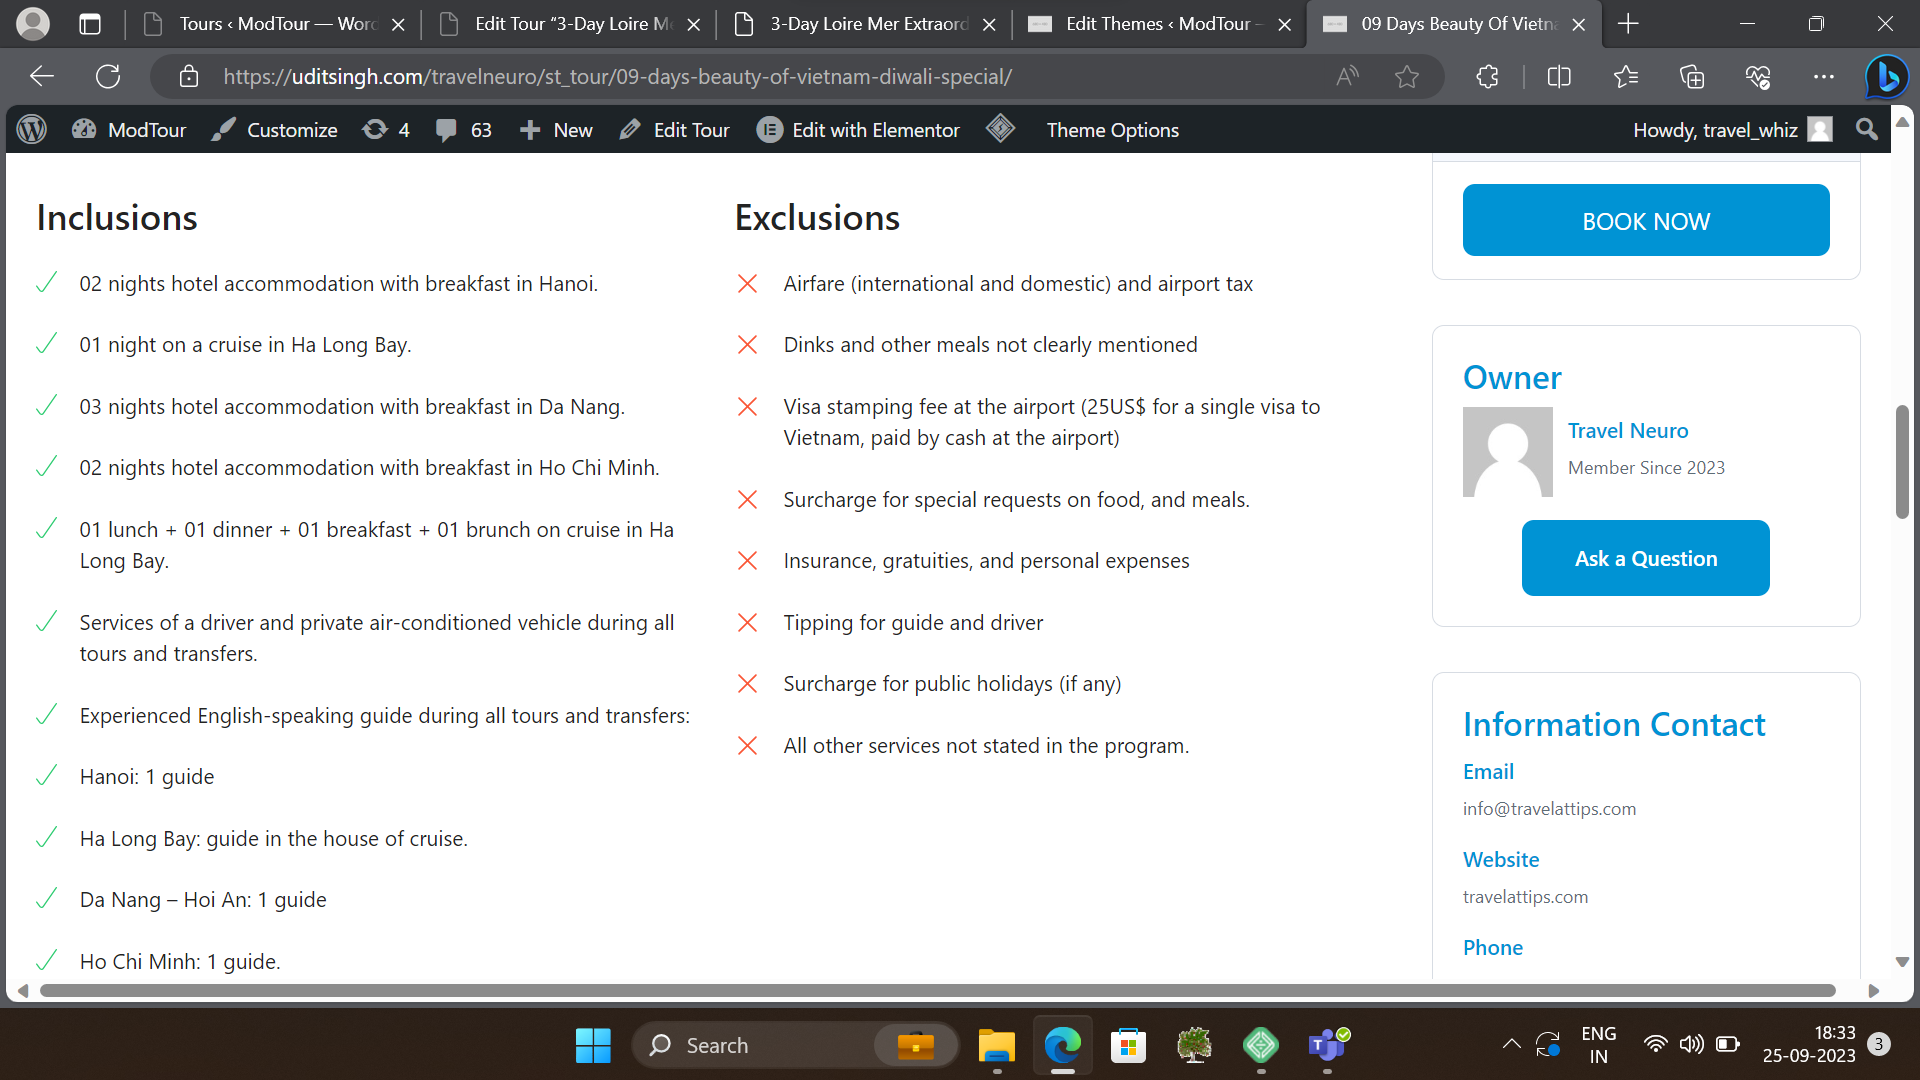 Tours ‹ ModTour — Word
Edit Tour “3-Day Loire Me
3-Day Loire Mer Extraord
Edit Themes ‹ ModTour –
09 Days Beauty Of Vietna
https://uditsingh.com/travelneuro/st_tour/09-days-beauty-of-vietnam-diwali-special/
ModTour
Customize
4
63
New
Edit Tour
Edit with Elementor
Theme Options
Howdy, travel_whiz
Inclusions
02 nights hotel accommodation with breakfast in Hanoi.
01 night on a cruise in Ha Long Bay.
03 nights hotel accommodation with breakfast in Da Nang.
02 nights hotel accommodation with breakfast in Ho Chi Minh.
01 lunch + 01 dinner + 01 breakfast + 01 brunch on cruise in Ha
Long Bay.
Services of a driver and private air-conditioned vehicle during all
tours and transfers.
Experienced English-speaking guide during all tours and transfers:
Hanoi: 1 guide
Ha Long Bay: guide in the house of cruise.
Da Nang – Hoi An: 1 guide
Ho Chi Minh: 1 guide.
Exclusions
Airfare (international and domestic) and airport tax
Dinks and other meals not clearly mentioned
Visa stamping fee at the airport (25US$ for a single visa to
Vietnam, paid by cash at the airport)
Surcharge for special requests on food, and meals.
Insurance, gratuities, and personal expenses
Tipping for guide and driver
Surcharge for public holidays (if any)
All other services not stated in the program.
BOOK NOW
Owner
Travel Neuro
Member Since 2023
Ask a Question
Information Contact
Email
info@travelattips.com
Website
travelattips.com
Phone
Search
ENG
IN
18:33
25-09-2023
3